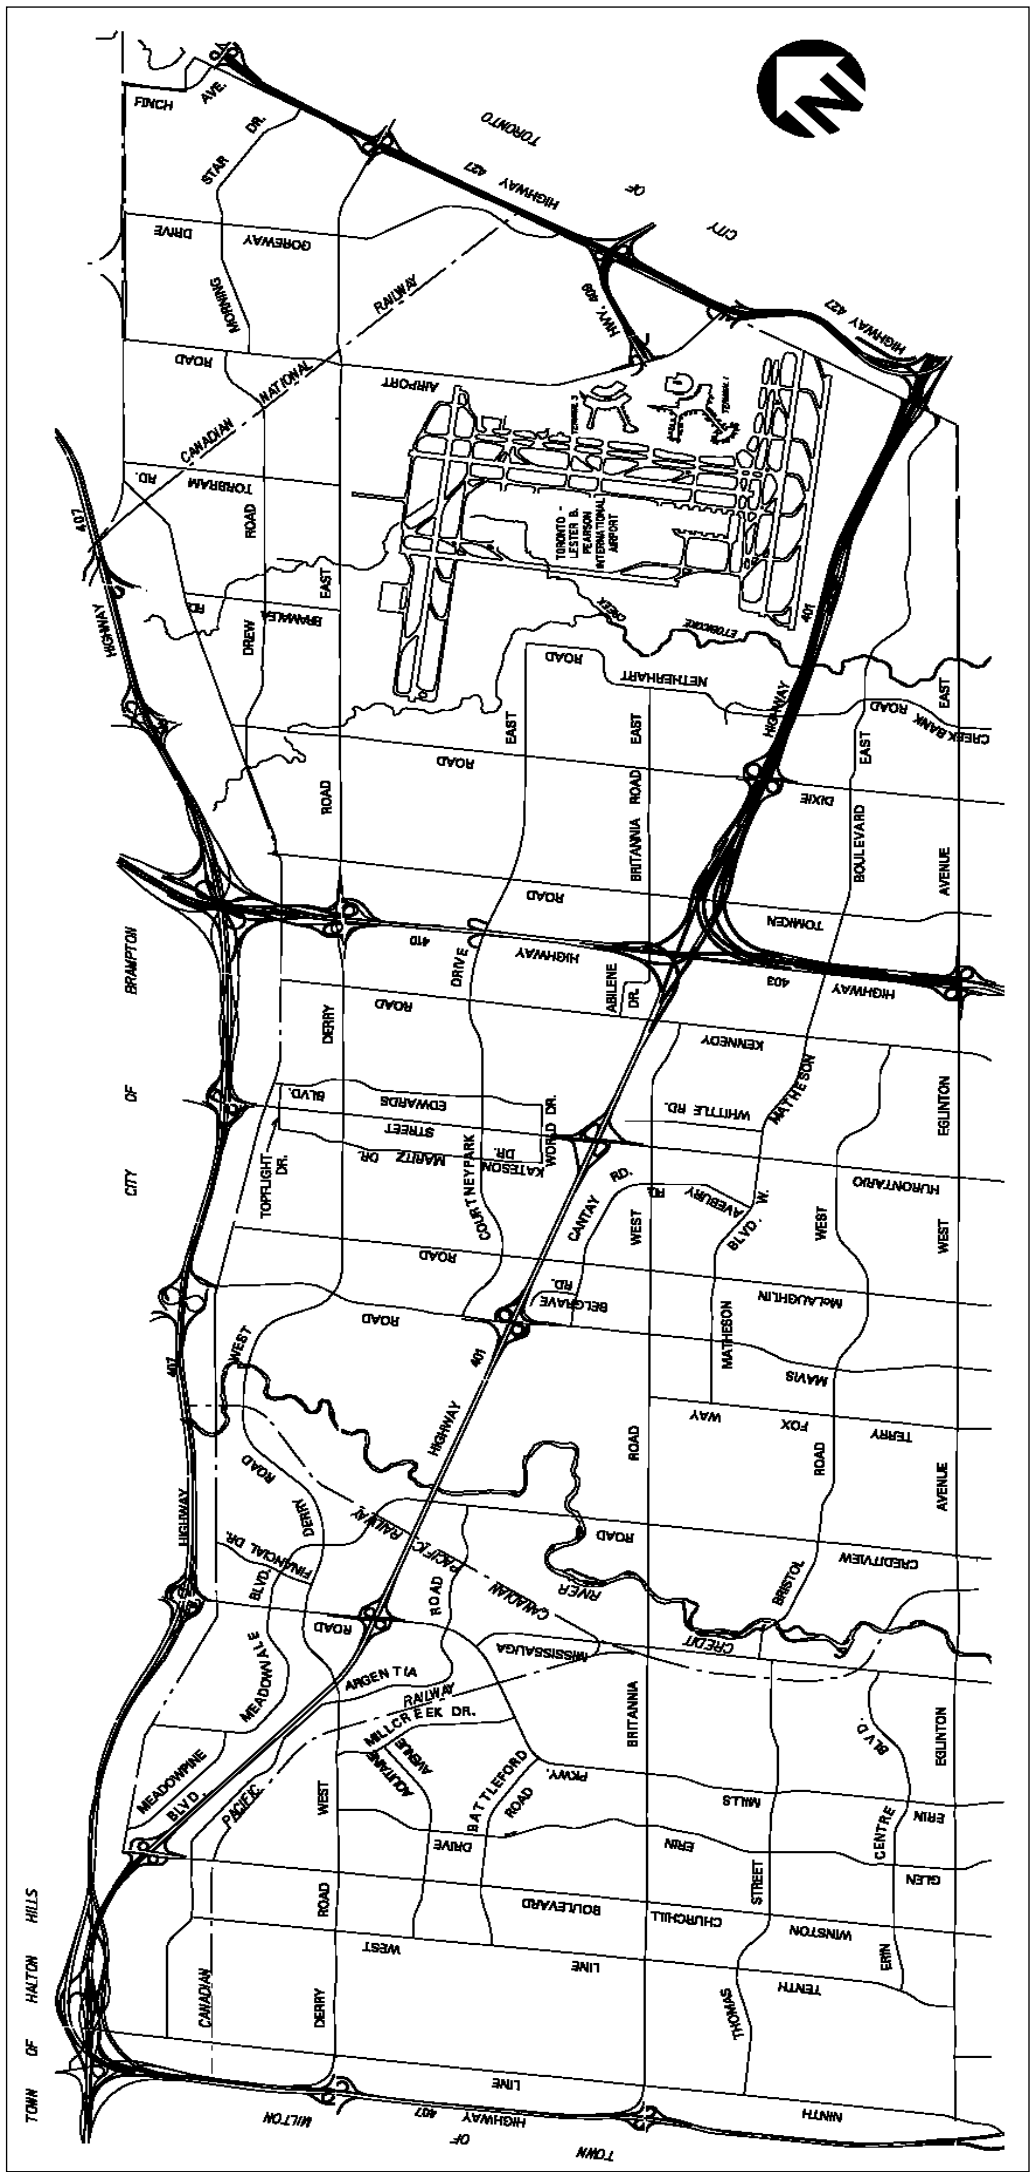 N
FINCH
AVE.
DR.
STAR
MORNING
CITY OF TORONTO
HIGHWAY 427
GOREWAY DRIVE
CANADIAN NATIONAL RAILWAY
HWY. 409
HIGHWAY 427
AIRPORT ROAD
TERMINAL 3
TORONTO -
LESTER B.
PEARSON
INTERNATIONAL
AIRPORT
HIGHWAY 407
TORBRAM RD.
DREW ROAD
BRAMALEA RD.
EAST
ETOBICOKE CREEK
HIGHWAY 401
NETHERHART ROAD
CREEKBANK ROAD
EAST
EAST
EAST
EAST
DIXIE ROAD
DERRY ROAD
BRITANNIA ROAD
BOULEVARD
AVENUE
TOMKEN ROAD
CITY OF BRAMPTON
HIGHWAY 410
HIGHWAY 403
COURTNEYPARK DRIVE
ABILENE
DR.
KENNEDY ROAD
MATHESON
EGLINTON
EDWARDS BLVD.
WORLD DR.
WHITTLE RD.
HURONTARIO STREET
TOPFLIGHT
DR.
MARITZ DR.
KATESON
DR.
CANTAY RD.
AVEBURY RD.
MATHESON BLVD. W.
WEST
WEST
WEST
McLAUGHLIN ROAD
BELGRAVE
RD.
MAVIS ROAD
407
WEST
HIGHWAY 401
TERRY FOX WAY
ROAD
ROAD
AVENUE
DERRY ROAD
HIGHWAY
FINANCIAL DR.
CANADIAN PACIFIC RAILWAY
CREDITVIEW ROAD
BRISTOL
CREDIT RIVER
MEADOWVALE BLVD.
MISSISSAUGA ROAD
ARGENTIA ROAD
MEADOWPINE
BLVD.
CANADIAN PACIFIC RAILWAY
MILLCREEK DR.
AQUITAINE
AVENUE
BATTLEFORD
ROAD
BRITANNIA
EGLINTON
ERIN MILLS PKWY.
ERIN CENTRE BLVD.
GLEN ERIN DRIVE
DERRY ROAD WEST
WINSTON CHURCHILL BOULEVARD
THOMAS STREET
TENTH LINE WEST
NINTH LINE
HIGHWAY 407
TOWN OF HALTON HILLS
TOWN OF MILTON